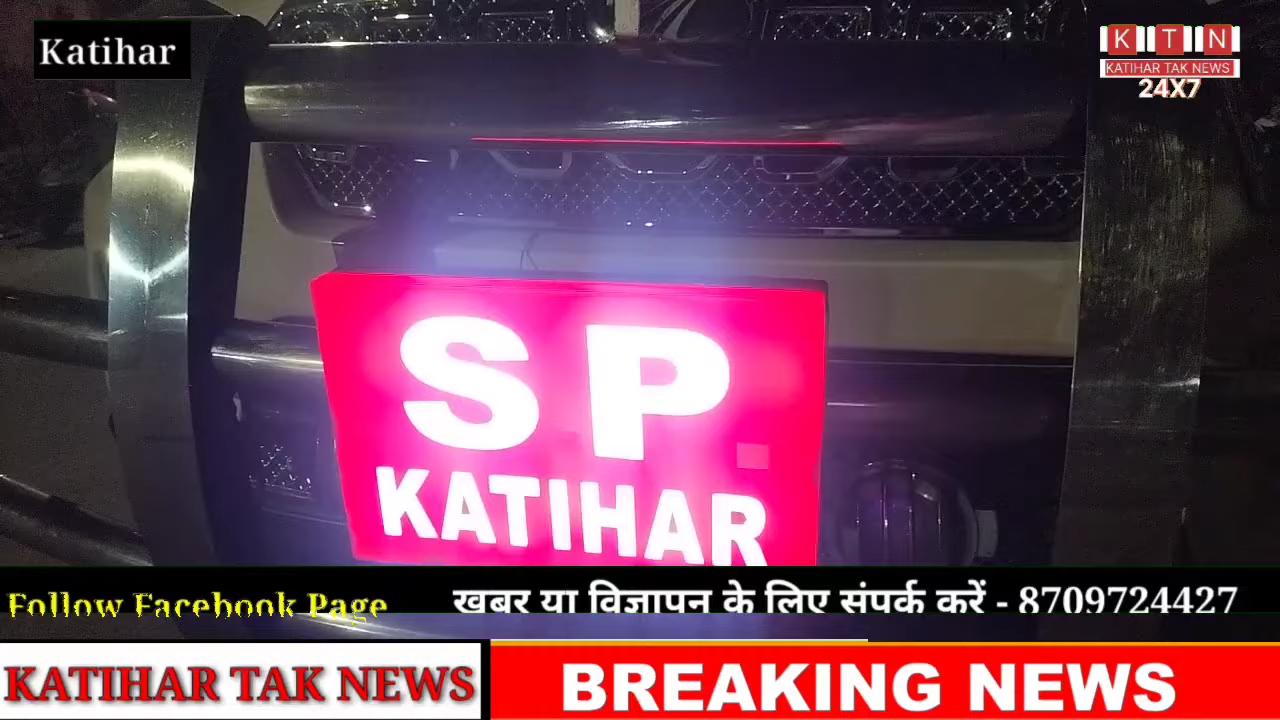 Katihar
K T N
KATIHAR TAK NEWS
24X7
SP
KATIHAR
Follow Facebook Page
खबर या विज्ञापन के लिए संपर्क करें - 8709724427
KATIHAR TAK NEWS
BREAKING NEWS